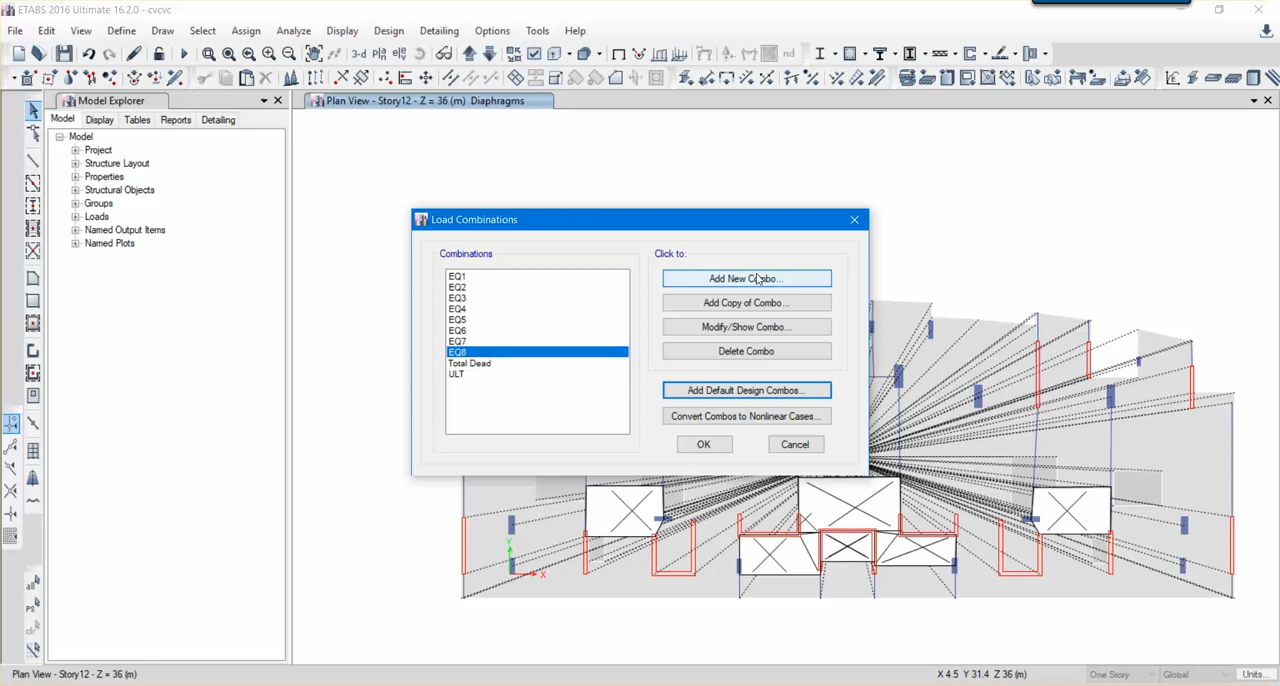 ETABS 2016 Ultimate 16.2.0 - cvcvc
File Edit View Define Draw Select Assign Analyze Display Design Detailing Options Tools Help
3-d
nd
Model Explorer
Plan View - Story12 - Z = 36 (m) Diaphragms
Model Display Tables Reports Detailing
Model
Project
Structure Layout
Properties
Structural Objects
Groups
Loads
Named Output Items
Named Plots
Load Combinations
Combinations
EQ1
EQ2
EQ3
EQ4
EQ5
EQ6
EQ7
EQ8
Total Dead
ULT
Click to:
Add New Combo...
Add Copy of Combo...
Modify/Show Combo...
Delete Combo
Add Default Design Combos...
Convert Combos to Nonlinear Cases...
OK Cancel
Y
X
all
ps
clr
Plan View - Story12 - Z = 36 (m)
X 4.5 Y 31.4 Z 36 (m)
One Story
Global
Units...